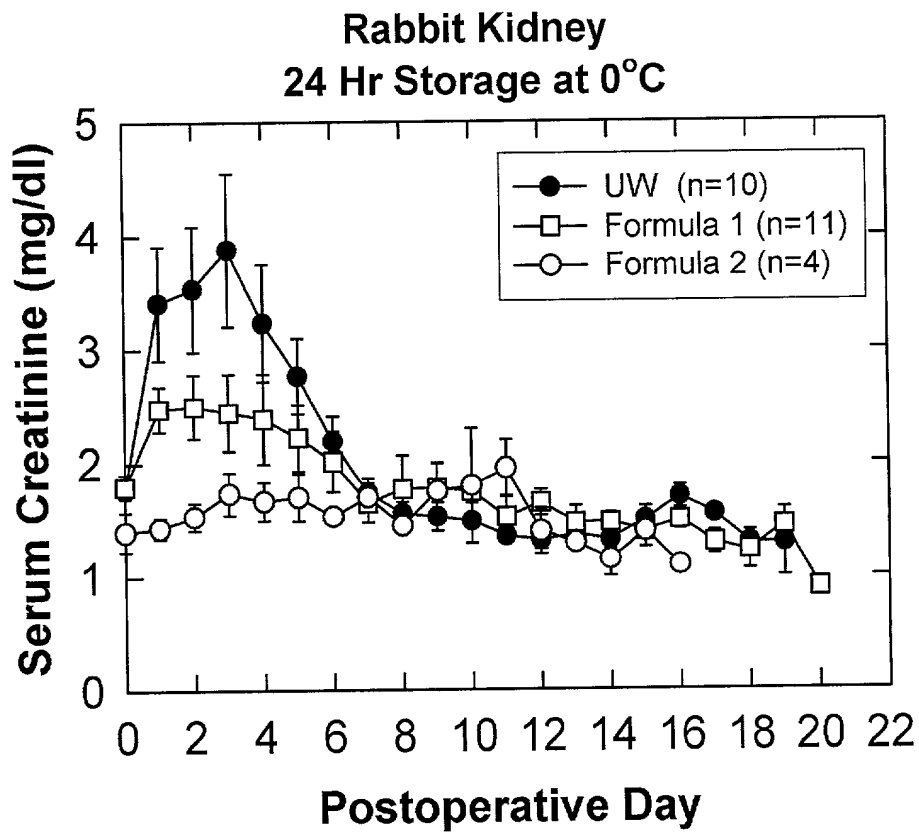 Rabbit Kidney
24 Hr Storage at 0°C
Serum Creatinine (mg/dl)
5
4
3
2
1
0
UW (n=10)
Formula 1 (n=11)
Formula 2 (n=4)
0 2 4 6 8 10 12 14 16 18 20 22
Postoperative Day